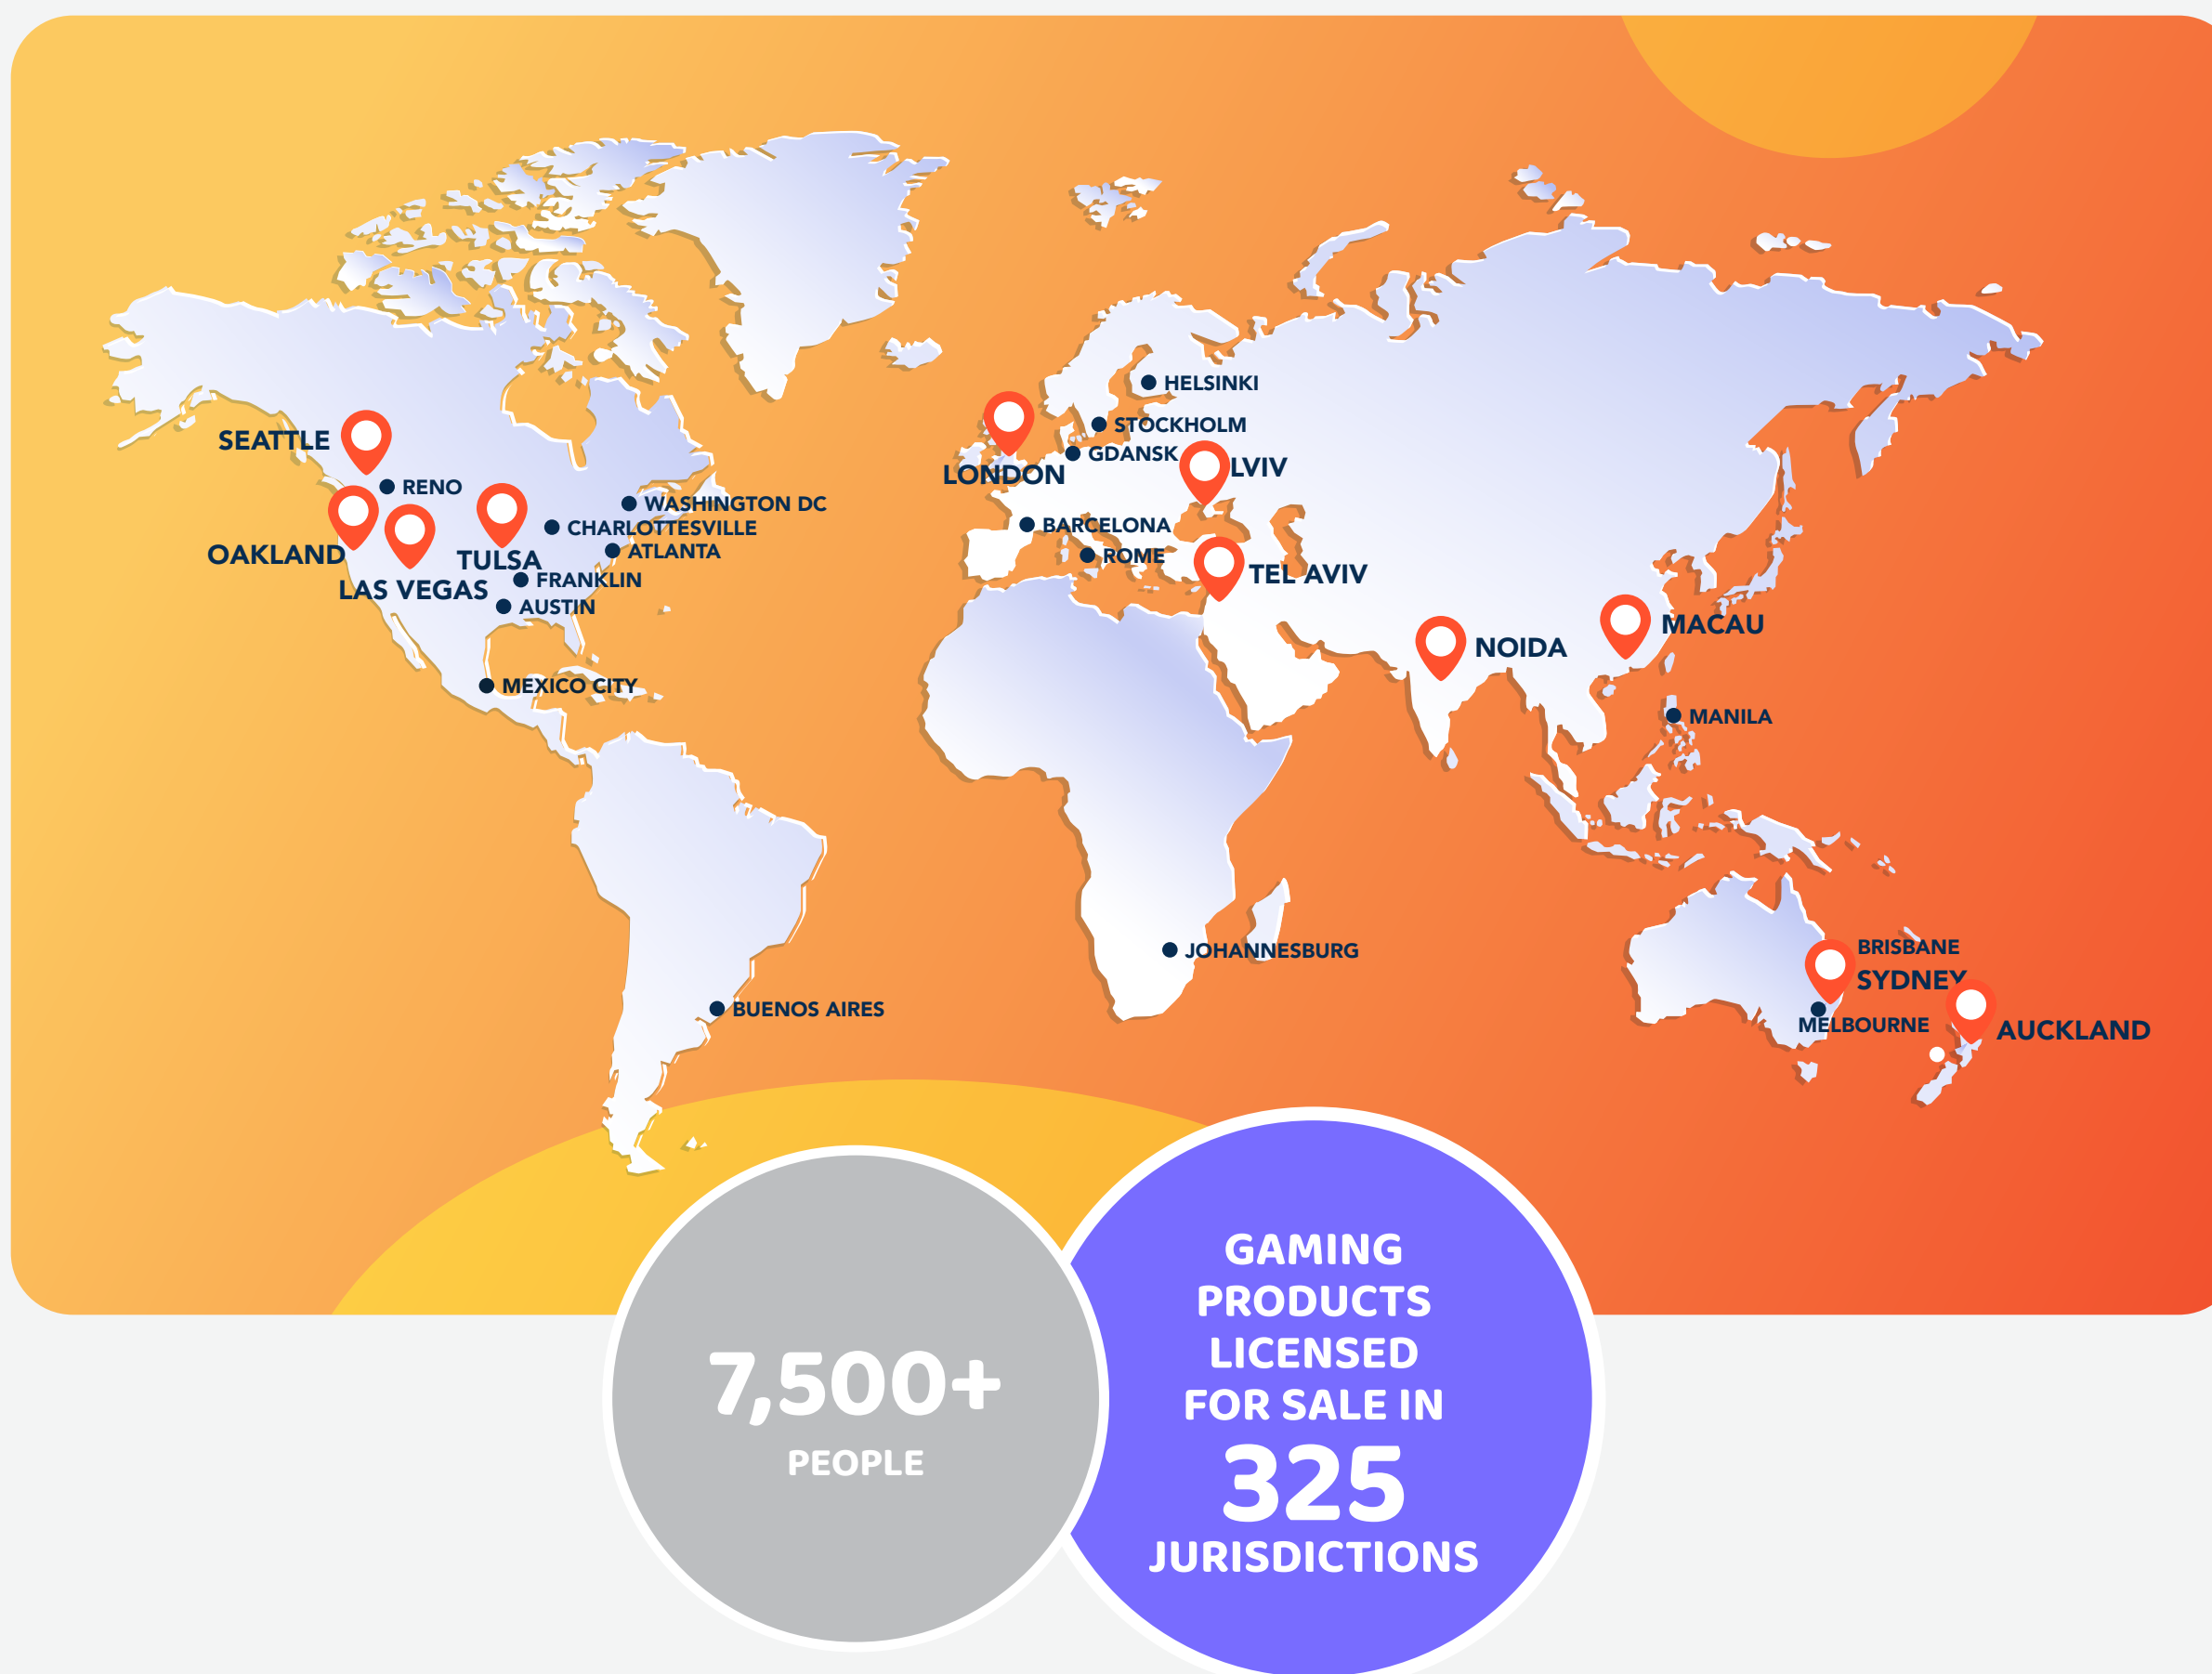 HELSINKI
STOCKHOLM
SEATTLE
GDANSK
LVIV
LONDON
RENO
WASHINGTON DC
CHARLOTTESVILLE
BARCELONA
ATLANTA
OAKLAND
TULSA
ROME
TEL AVIV
FRANKLIN
LAS VEGAS
AUSTIN
MACAU
NOIDA
MEXICO CITY
MANILA
BRISBANE
JOHANNESBURG
SYDNEY
BUENOS AIRES
MELBOURNE
AUCKLAND
7,500+
PEOPLE
GAMING
PRODUCTS
LICENSED
FOR SALE IN
325
JURISDICTIONS